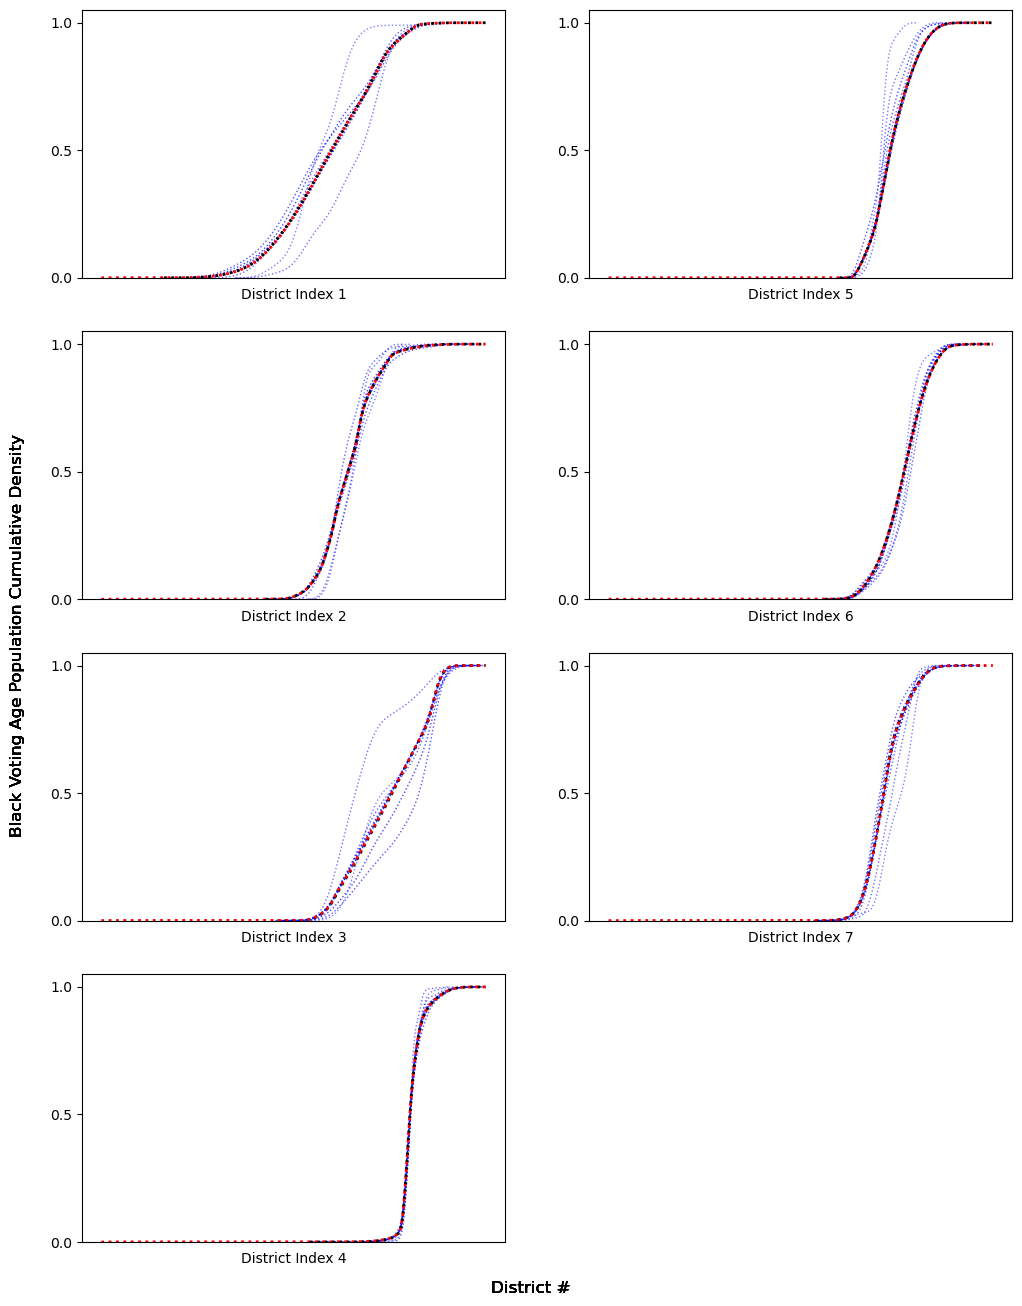 Black Voting Age Population Cumulative Density
1.0
0.5
0.0
District Index 1
1.0
0.5
0.0
District Index 5
1.0
0.5
0.0
District Index 2
1.0
0.5
0.0
District Index 6
1.0
0.5
0.0
District Index 3
1.0
0.5
0.0
District Index 7
1.0
0.5
0.0
District Index 4
District #